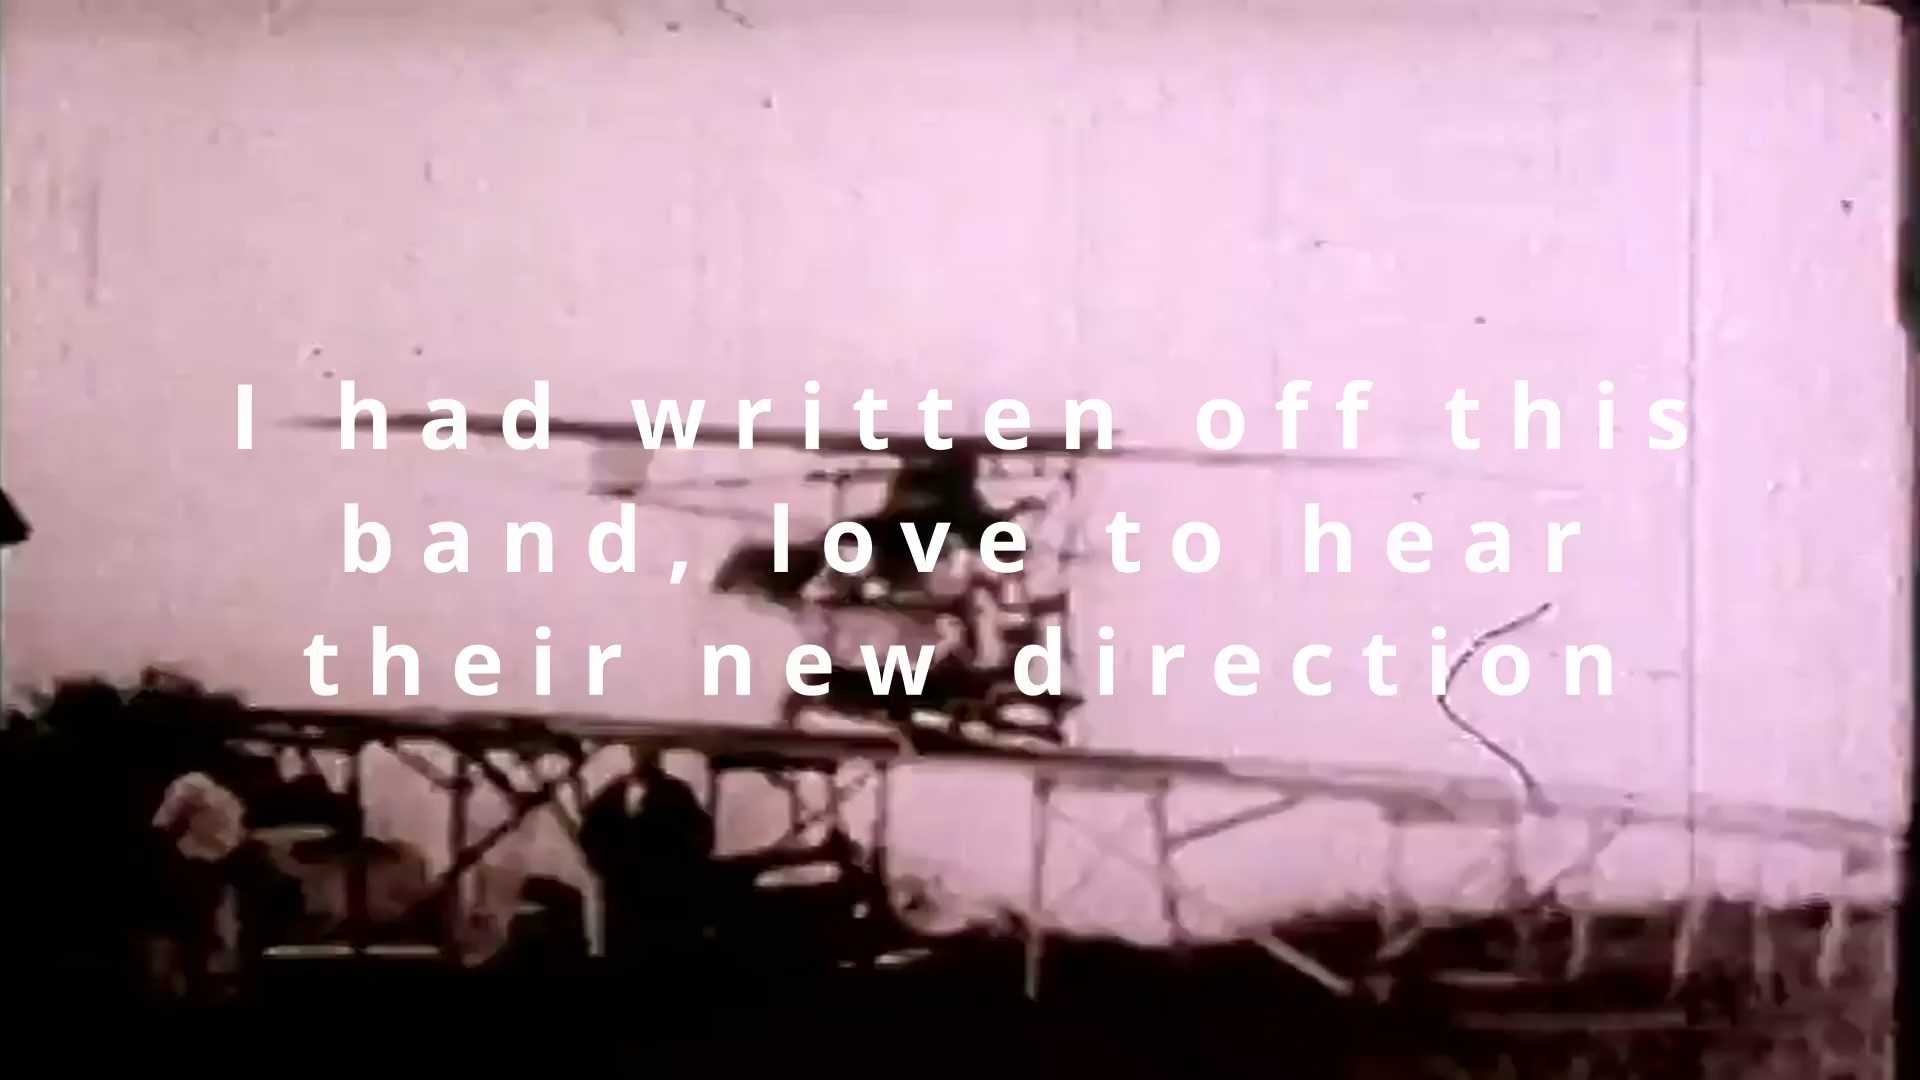 I had written off this
band, love to hear
their new direction